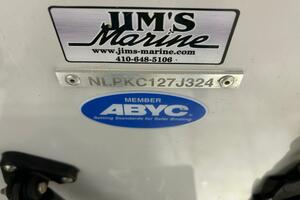 JIM'S
Marine
www.jims-marine.com
410-648-5106
NLPKC127J324
MEMBER
ABYC
Setting Standards for Safer Boating